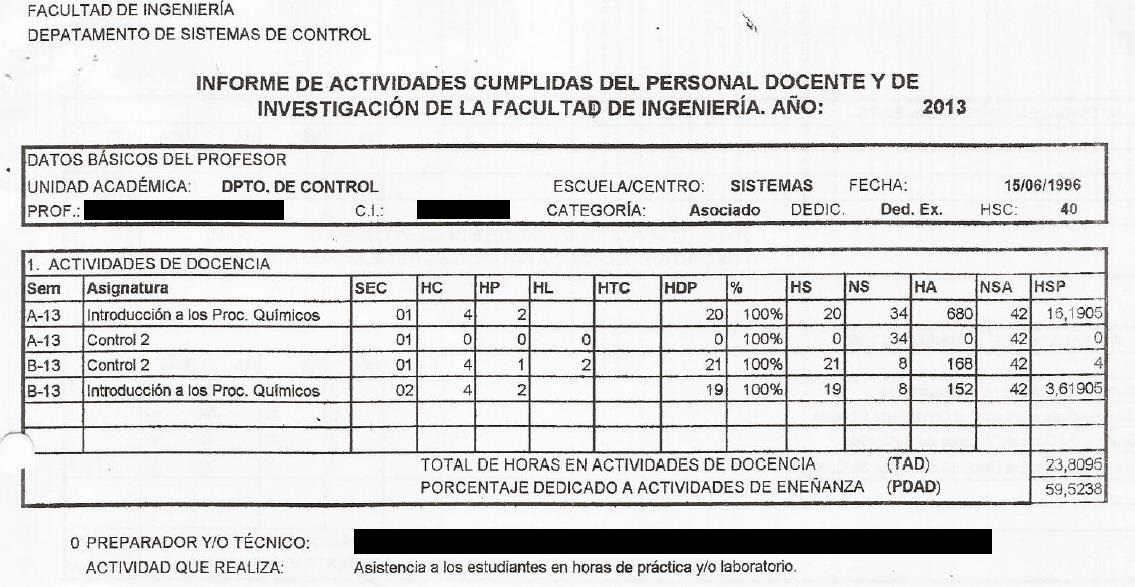 FACULTAD DE INGENIERÍA
DEPATAMENTO DE SISTEMAS DE CONTROL
INFORME DE ACTIVIDADES CUMPLIDAS DEL PERSONAL DOCENTE Y DE
INVESTIGACIÓN DE LA FACULTAD DE INGENIERÍA. AÑO: 2013
DATOS BÁSICOS DEL PROFESOR
UNIDAD ACADÉMICA: DPTO. DE CONTROL ESCUELA/CENTRO: SISTEMAS FECHA: 15/06/1996
PROF.: C.I.: CATEGORÍA: Asociado DEDIC. Ded. Ex. HSC: 40
1. ACTIVIDADES DE DOCENCIA
Sem Asignatura SEC HC HP HL HTC HDP % HS NS HA NSA HSP
A-13 Introducción a los Proc. Químicos 01 4 2 20 100% 20 34 680 42 16,1905
A-13 Control 2 01 0 0 0 0 100% 0 34 0 42 0
B-13 Control 2 01 4 1 2 21 100% 21 8 168 42 4
B-13 Introducción a los Proc. Químicos 02 4 2 19 100% 19 8 152 42 3,61905
TOTAL DE HORAS EN ACTIVIDADES DE DOCENCIA (TAD) 23,8095
PORCENTAJE DEDICADO A ACTIVIDADES DE ENEÑANZA (PDAD) 59,5238
0 PREPARADOR Y/O TÉCNICO:
ACTIVIDAD QUE REALIZA: Asistencia a los estudiantes en horas de práctica y/o laboratorio.